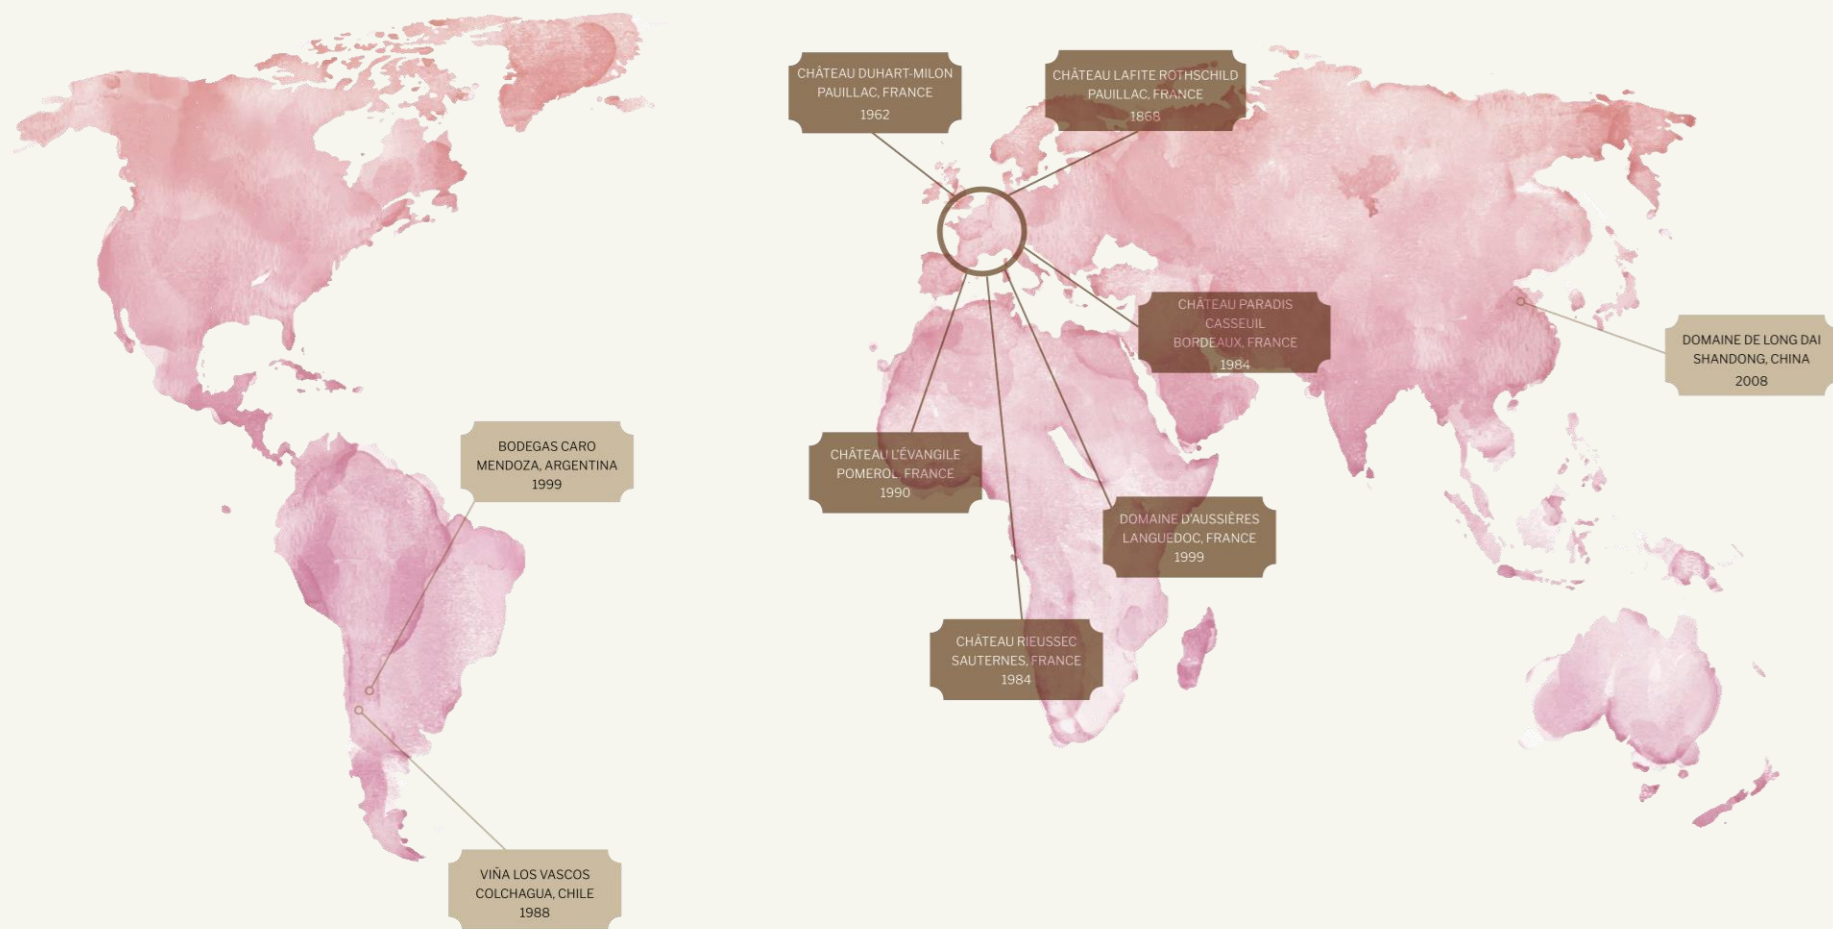 CHÂTEAU DUHART-MILON
PAUILLAC, FRANCE
1962
CHÂTEAU LAFITE ROTHSCHILD
PAUILLAC, FRANCE
1868
CHÂTEAU PARADIS
CASSEUIL
BORDEAUX, FRANCE
1984
DOMAINE DE LONG DAI
SHANDONG, CHINA
2008
BODEGAS CARO
MENDOZA, ARGENTINA
1999
CHÂTEAU L'ÉVANGILE
POMEROL, FRANCE
1990
DOMAINE D'AUSSIÈRES
LANGUEDOC, FRANCE
1999
CHÂTEAU RIEUSSEC
SAUTERNES, FRANCE
1984
VIÑA LOS VASCOS
COLCHAGUA, CHILE
1988